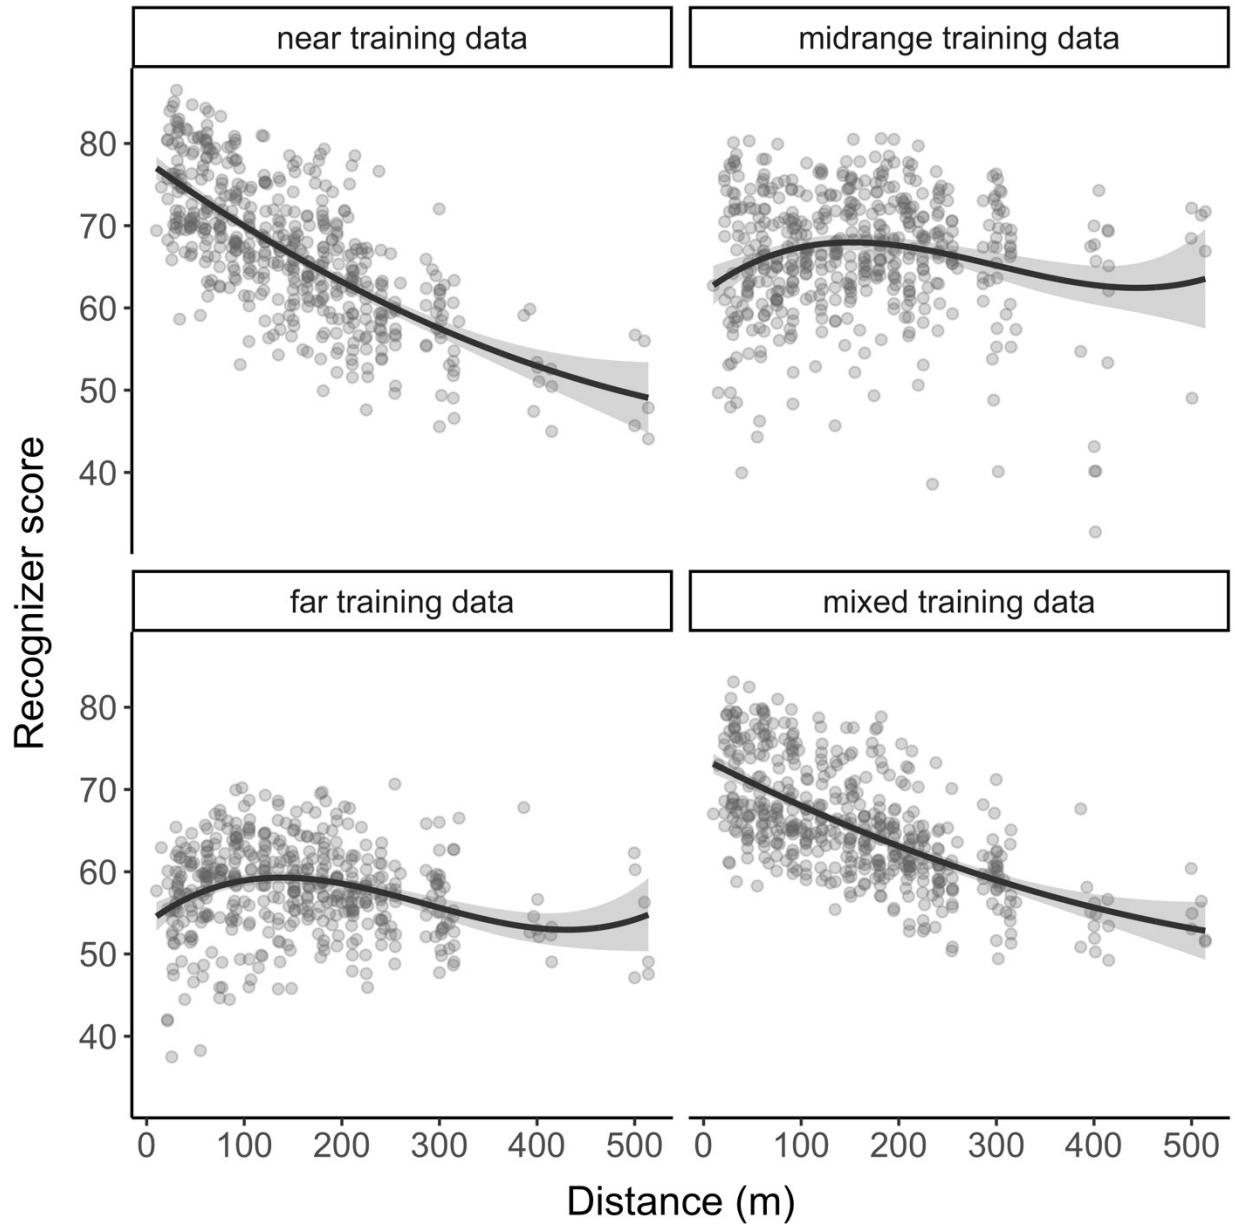 near training data
midrange training data
80
70
60
50
40
Recognizer score
far training data
mixed training data
80
70
60
50
40
0 100 200 300 400 500
0 100 200 300 400 500
Distance (m)